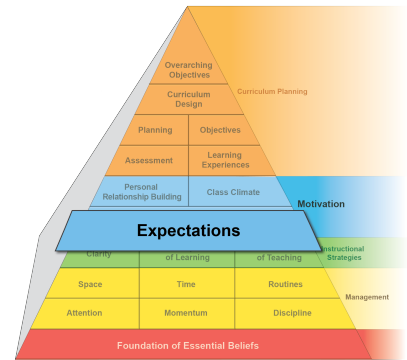 Overarching
Objectives
Curriculum Planning
Curriculum
Design
Planning
Objectives
Assessment
Learning
Experiences
Personal
Relationship Building
Class Climate
Motivation
Expectations
Clarity
of Learning
of Teaching
Instructional
Strategies
Space
Time
Routines
Management
Attention
Momentum
Discipline
Foundation of Essential Beliefs